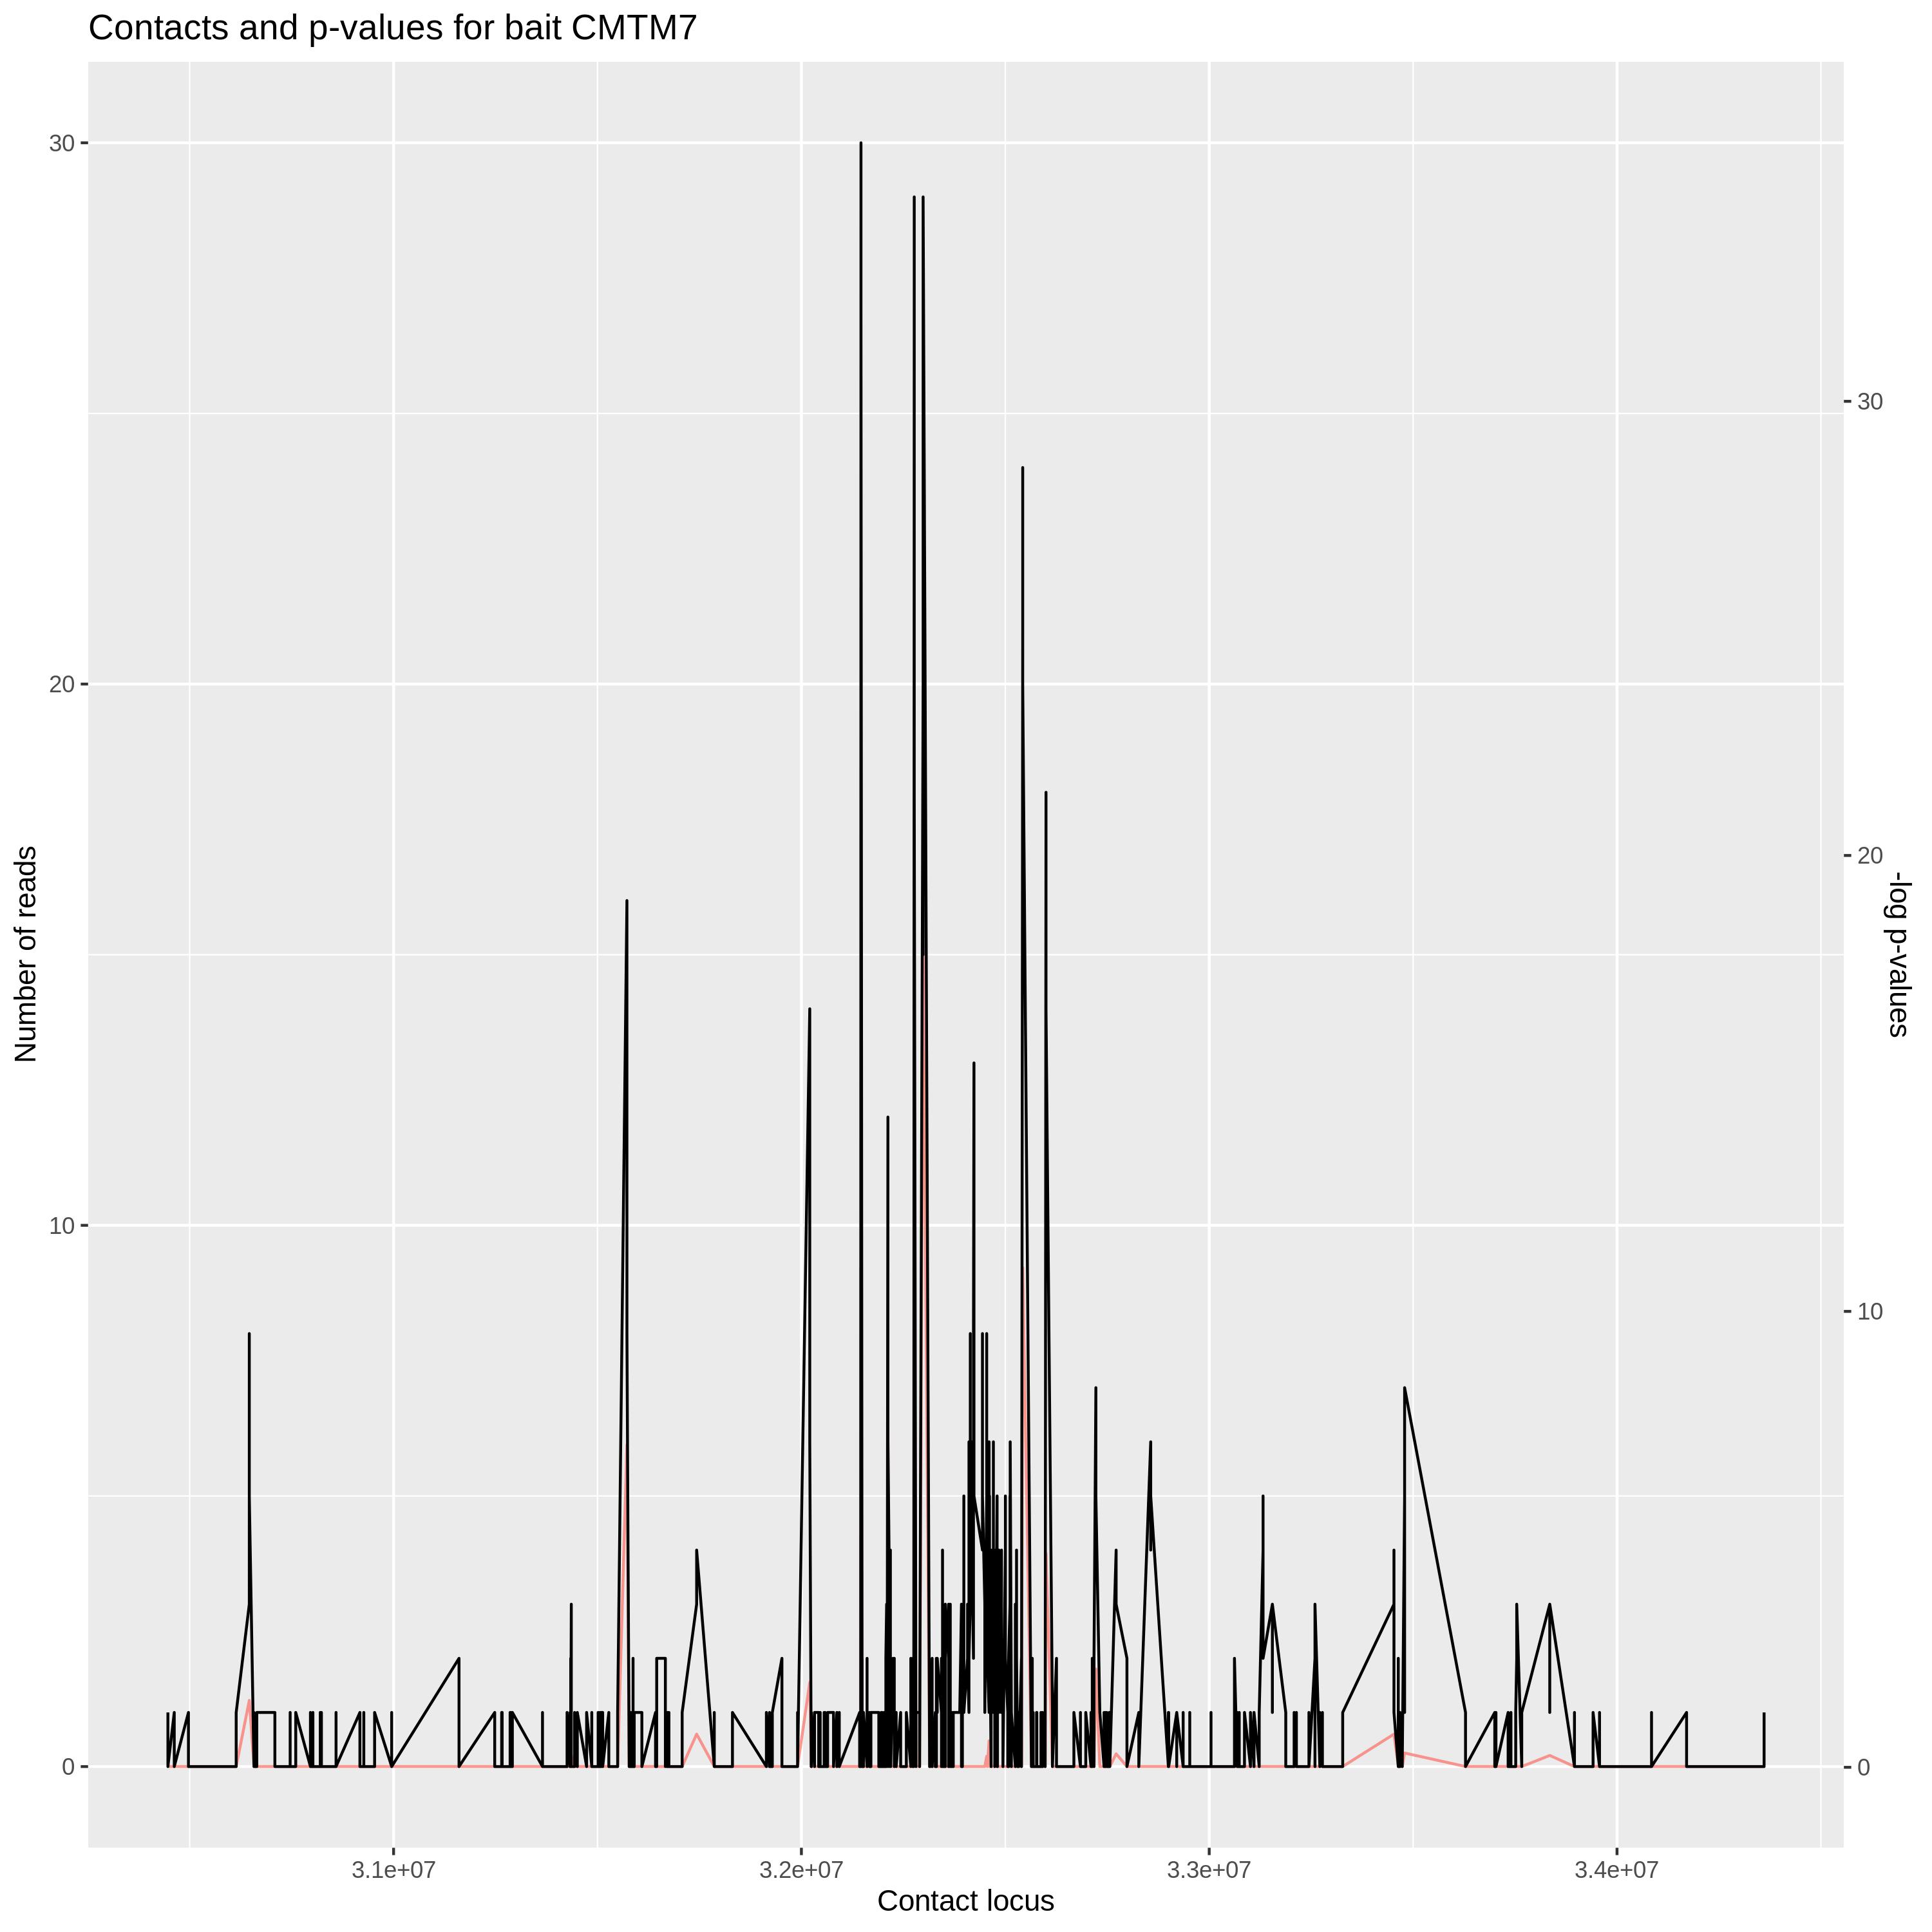 Contacts and p-values for bait CMTM7
30
20
10
0
Number of reads
30
20
10
0
-log p-values
3.1e+07 3.2e+07 3.3e+07 3.4e+07
Contact locus